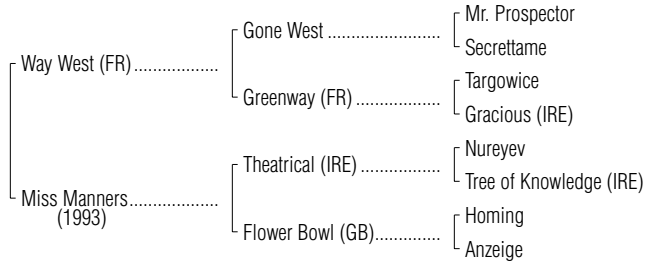 Mr. Prospector
Gone West
Secrettame
Way West (FR)
Targowice
Greenway (FR)
Gracious (IRE)
Nureyev
Theatrical (IRE)
Tree of Knowledge (IRE)
Miss Manners
(1993)
Homing
Flower Bowl (GB)
Anzeige